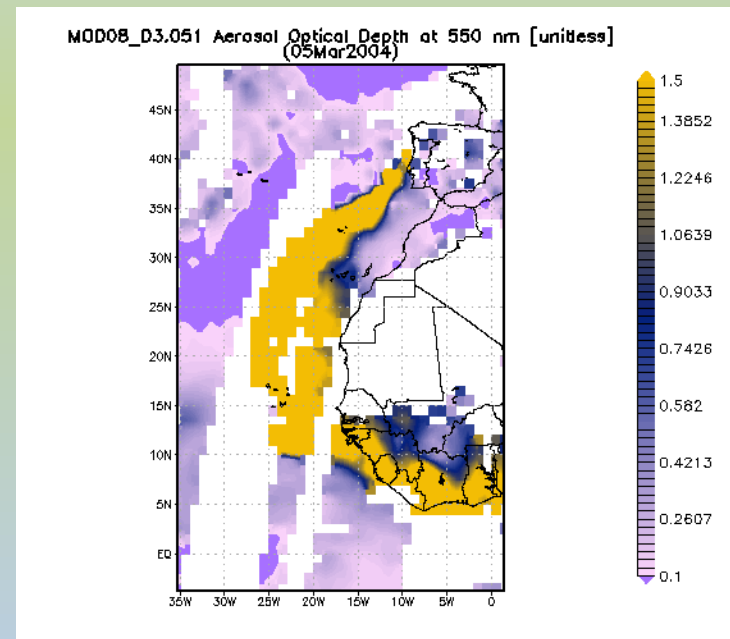 MOD08_D3.051 Aerosol Optical Depth at 550 nm [unitless]
(05Mar2004)
45N
40N
35N
30N
25N
20N
15N
10N
5N
EQ
35W 30W 25W 20W 15W 10W 5W 0
1.5
1.3852
1.2246
1.0639
0.9033
0.7426
0.582
0.4213
0.2607
0.1